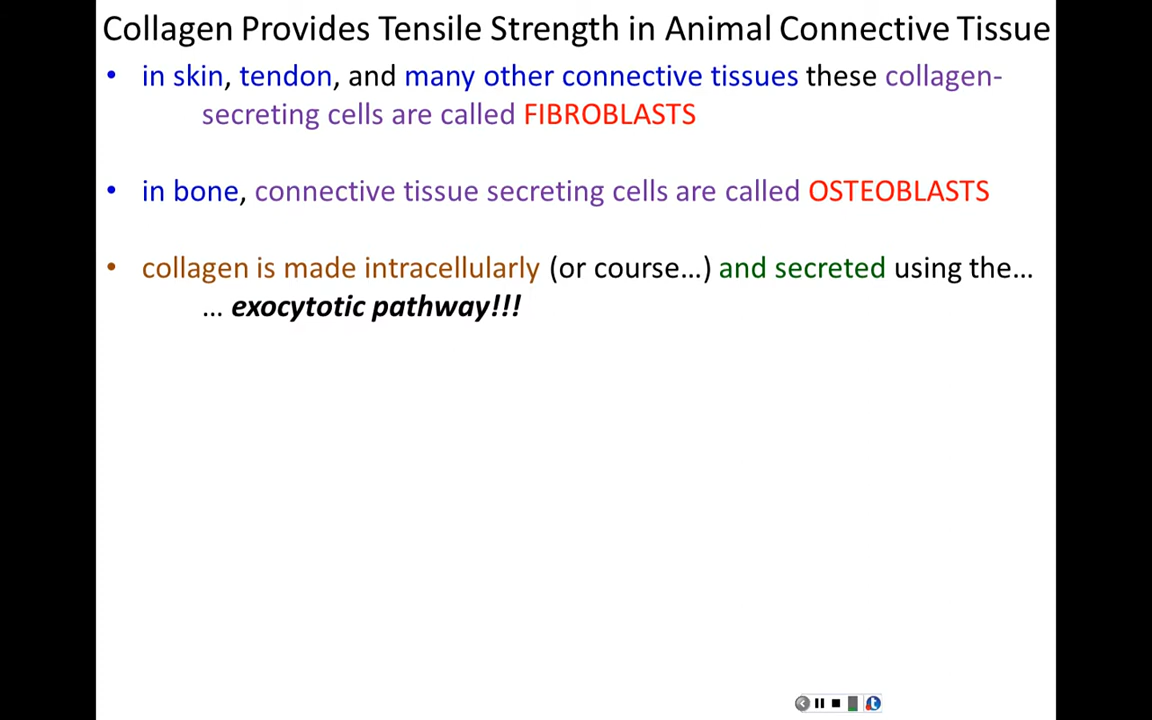 Collagen Provides Tensile Strength in Animal Connective Tissue
• in skin, tendon, and many other connective tissues these collagen-
secreting cells are called FIBROBLASTS
• in bone, connective tissue secreting cells are called OSTEOBLASTS
• collagen is made intracellularly (or course...) and secreted using the...
... exocytotic pathway!!!